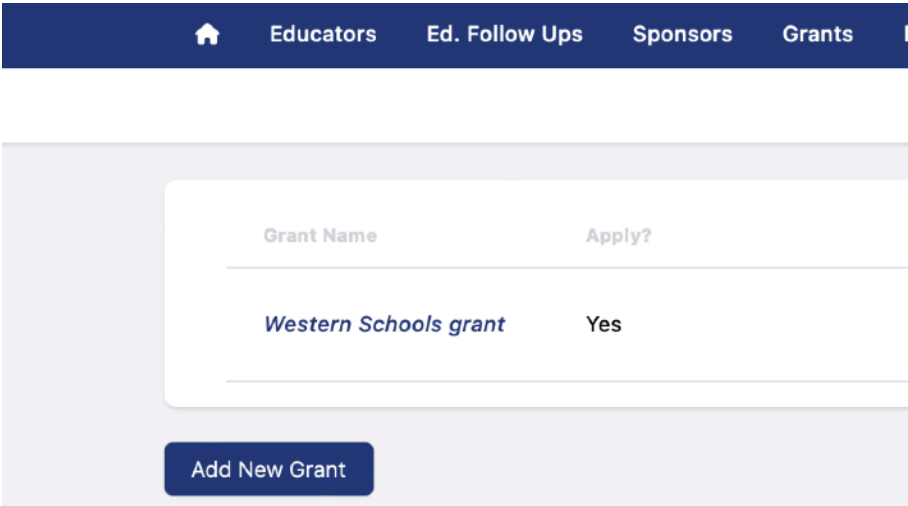 Educators Ed. Follow Ups Sponsors Grants
Grant Name Apply?
Western Schools grant Yes
Add New Grant